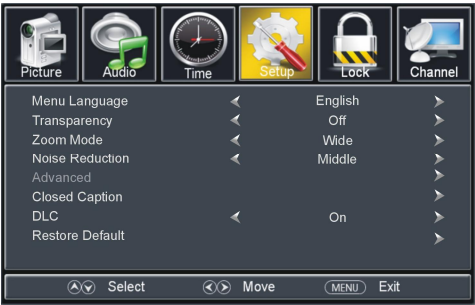 Picture Audio Time Setup Lock Channel
Menu Language English
Transparency Off
Zoom Mode Wide
Noise Reduction Middle
Advanced
Closed Caption
DLC On
Restore Default
Select Move MENU Exit